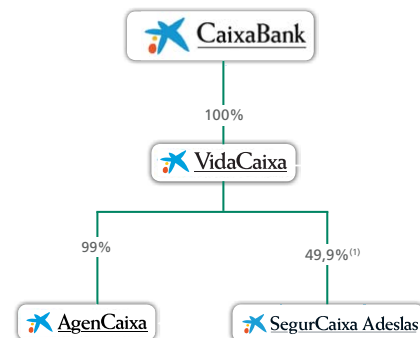 CaixaBank
100%
VidaCaixa
99%
49,9%(1)
AgenCaixa
SegurCaixa Adeslas